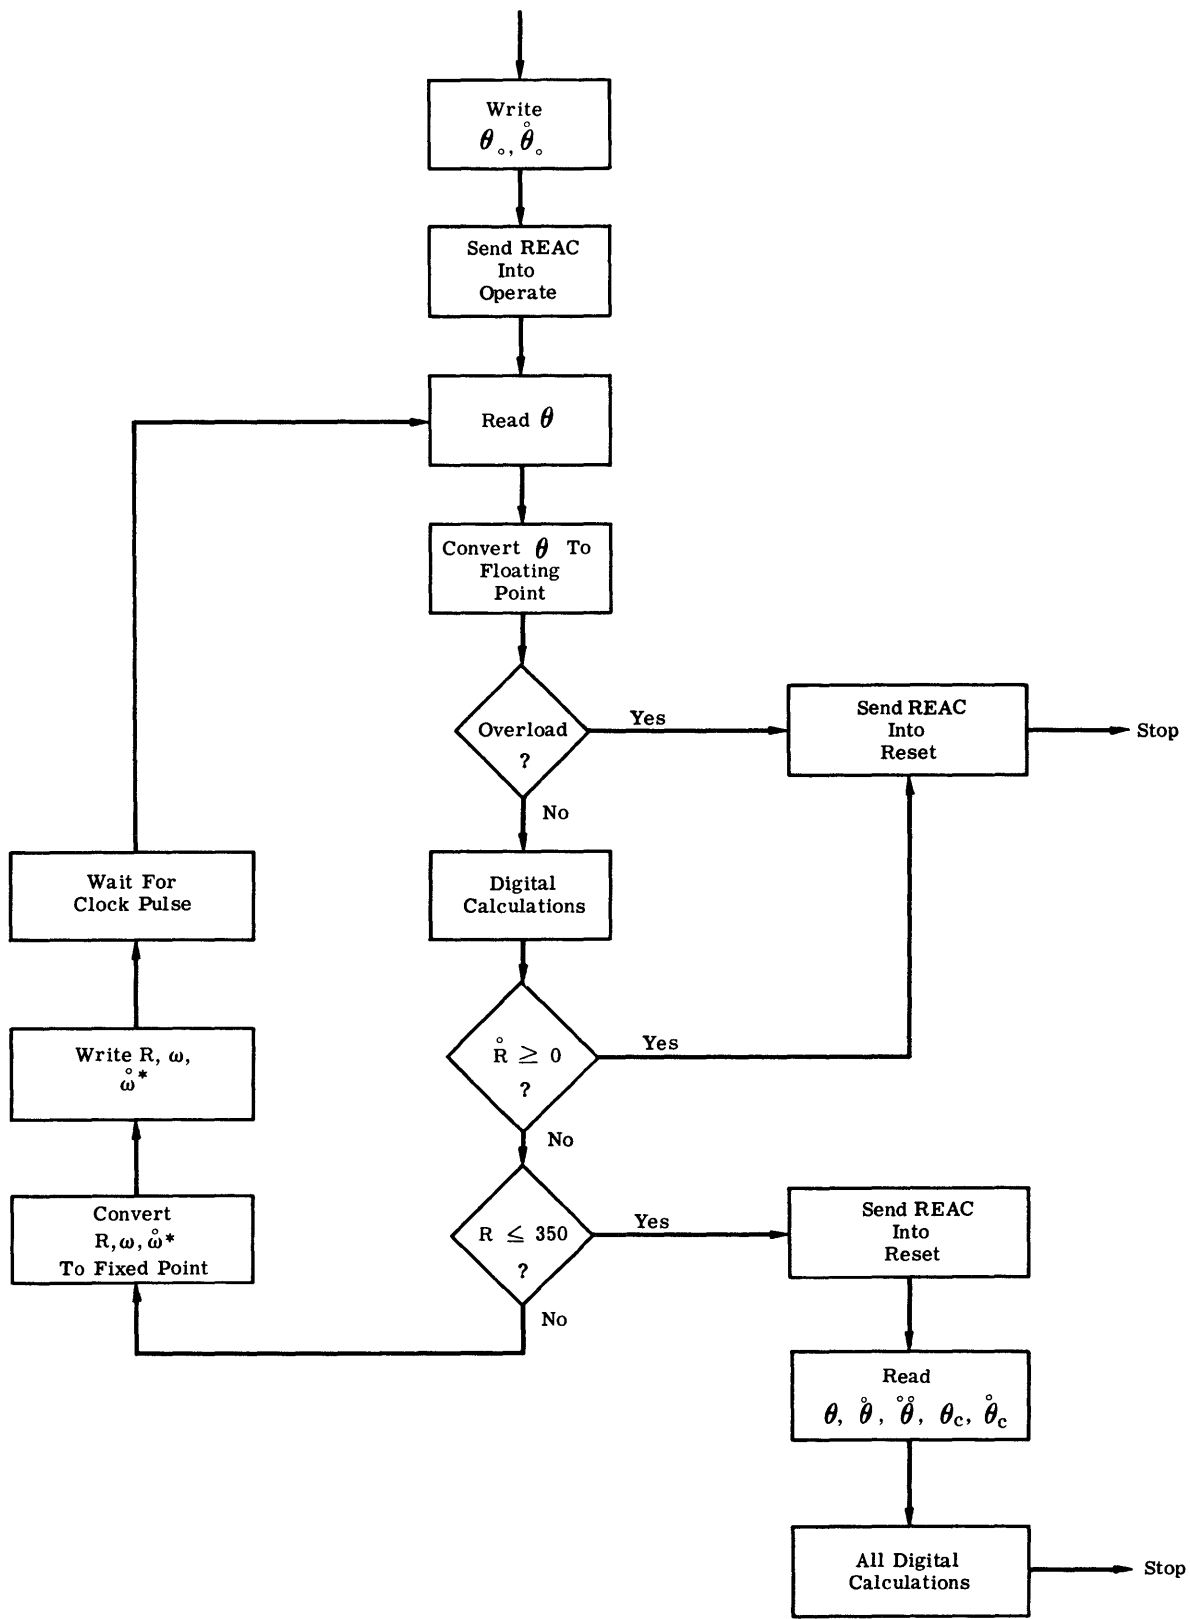 Write
θ∘, θ̊∘
Send REAC
Into
Operate
Read θ
Convert θ To
Floating
Point
Overload
?
Yes
Send REAC
Into
Reset
Stop
No
Digital
Calculations
R̊ ≥ 0
?
Yes
No
R ≤ 350
?
Yes
No
Convert
R, ω, ω̊*
To Fixed Point
Write R, ω,
ω̊*
Wait For
Clock Pulse
Send REAC
Into
Reset
Read
θ, θ̊, θ̊̊, θc, θ̊c
All Digital
Calculations
Stop